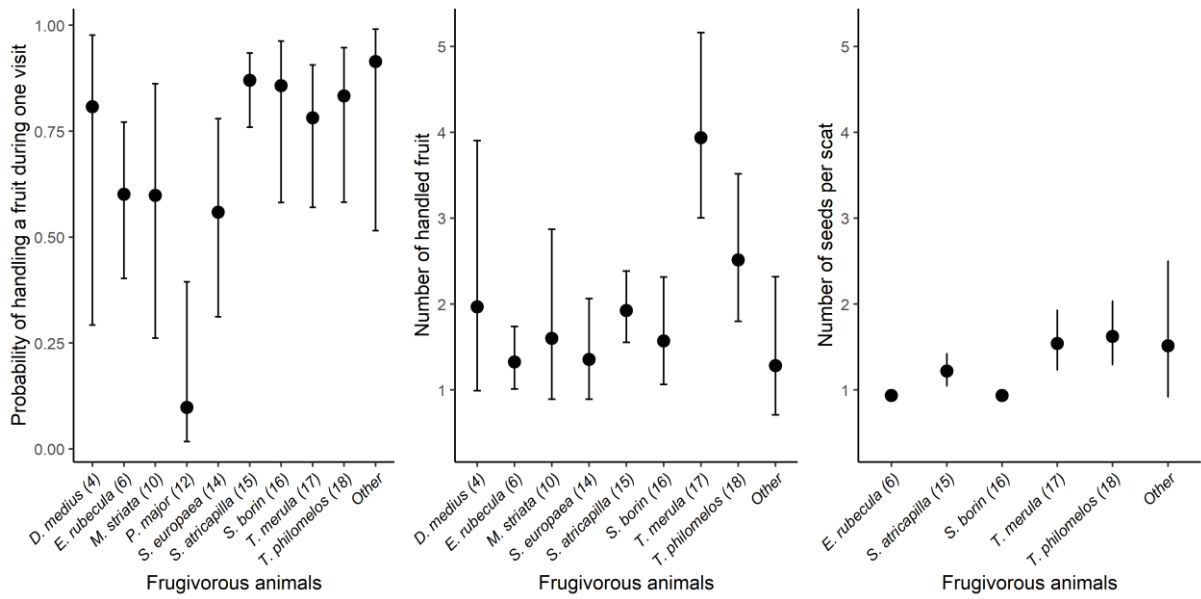 Probability of handling a fruit during one visit
1.00
0.75
0.50
0.25
0.00
D. medius (4)
E. rubecula (6)
M. striata (10)
P. major (12)
S. europaea (14)
S. atricapilla (15)
S. borin (16)
T. merula (17)
T. philomelos (18)
Other
Frugivorous animals
Number of handled fruit
5
4
3
2
1
D. medius (4)
E. rubecula (6)
M. striata (10)
S. europaea (14)
S. atricapilla (15)
S. borin (16)
T. merula (17)
T. philomelos (18)
Other
Frugivorous animals
Number of seeds per scat
5
4
3
2
1
E. rubecula (6)
S. atricapilla (15)
S. borin (16)
T. merula (17)
T. philomelos (18)
Other
Frugivorous animals